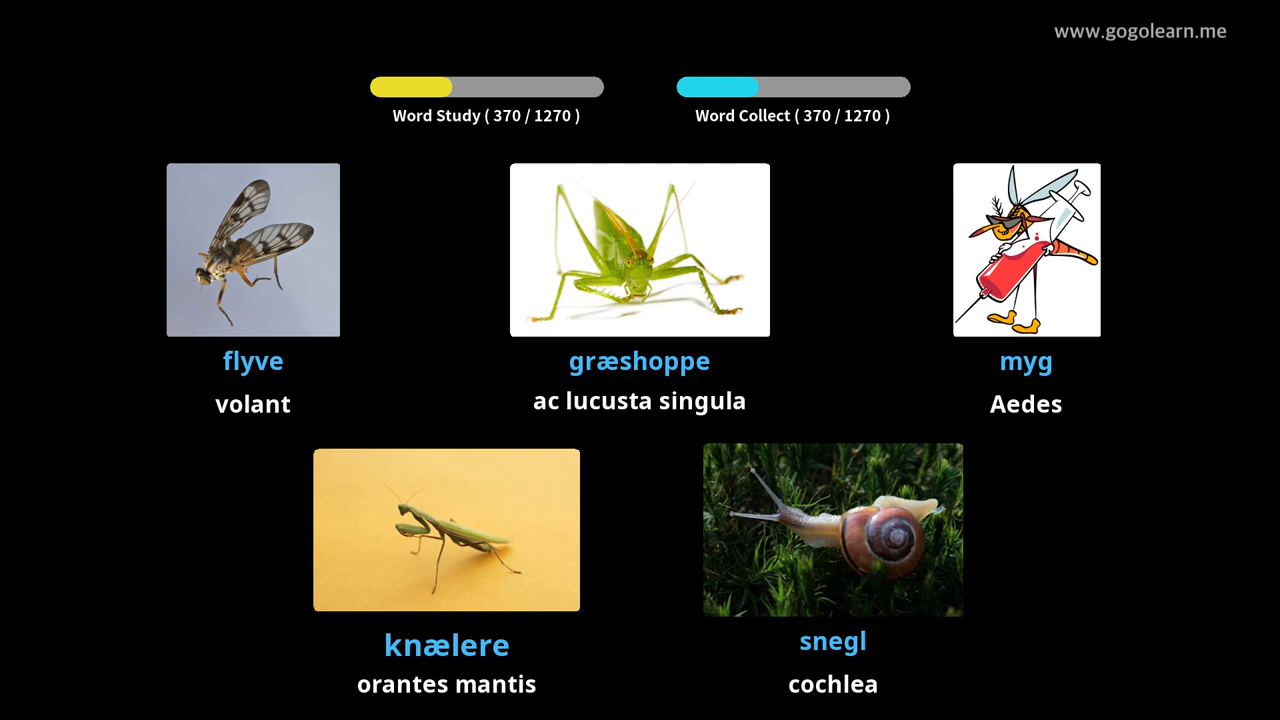 www.gogolearn.me
Word Study ( 370 / 1270 )
Word Collect ( 370 / 1270 )
flyve
græshoppe
myg
volant
ac lucusta singula
Aedes
knælere
snegl
orantes mantis
cochlea